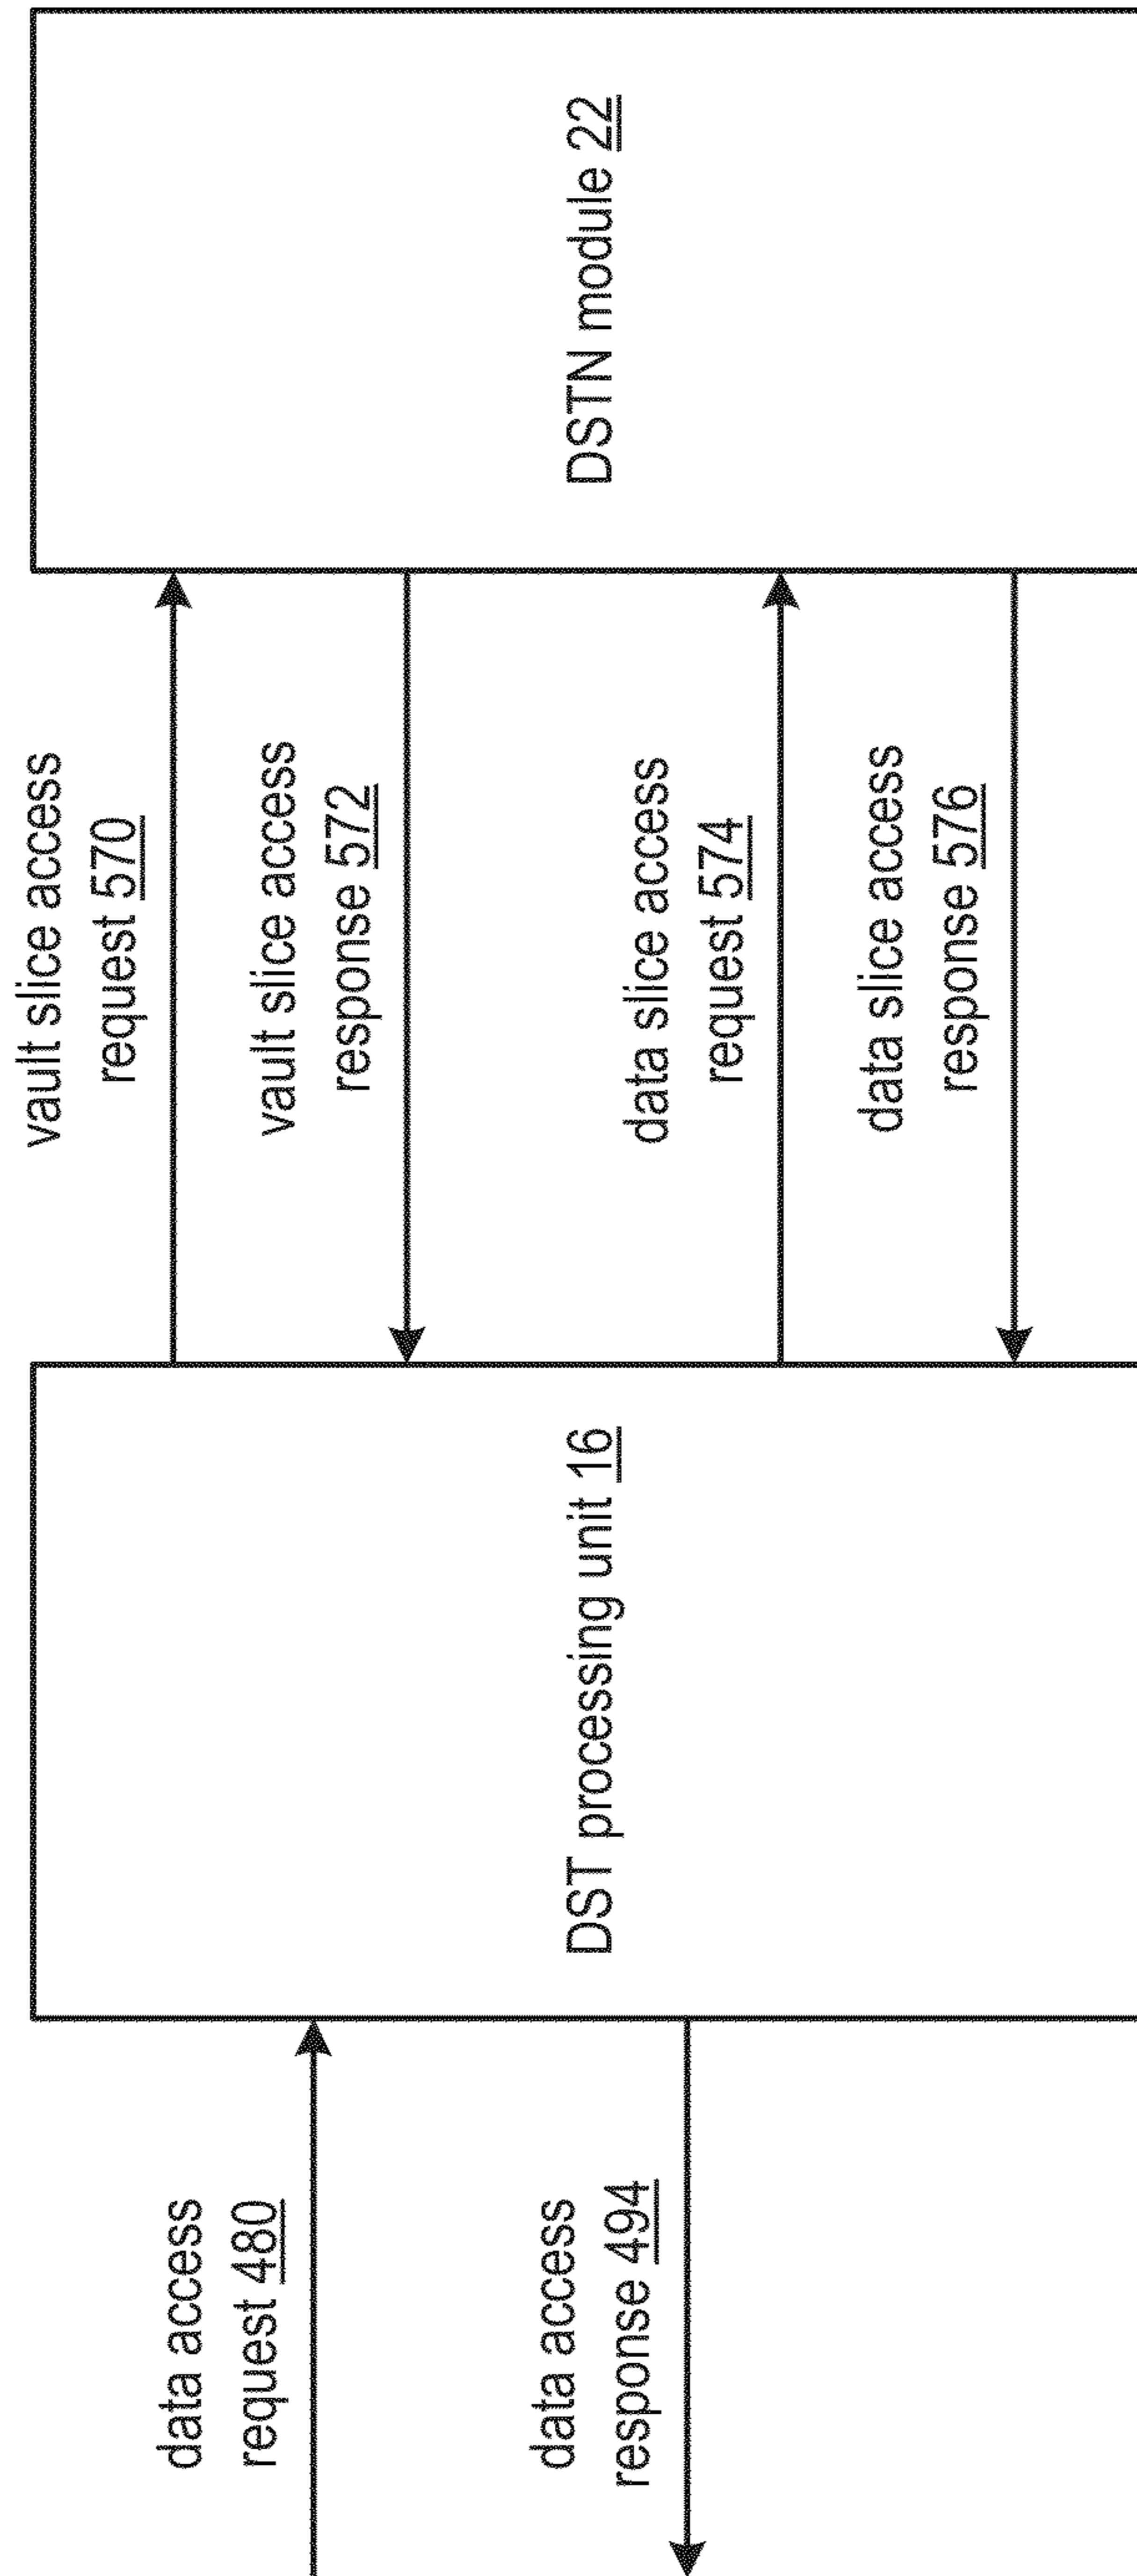 data access
request 480
data access
response 494
DST processing unit 16
vault slice access
request 570
vault slice access
response 572
data slice access
request 574
data slice access
response 576
DSTN module 22